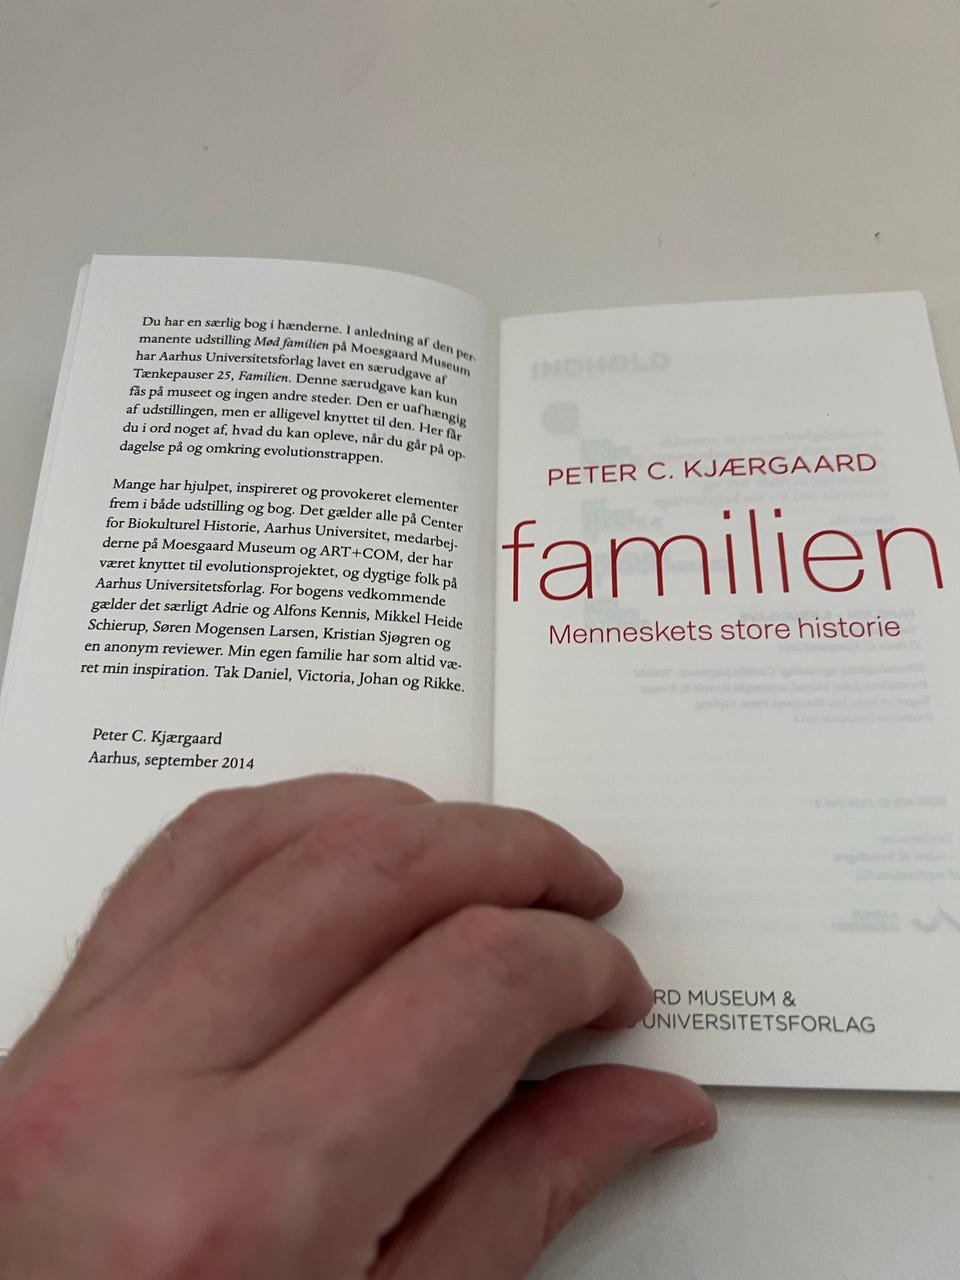 Du har en særlig bog i hænderne. I anledning af den per-
manente udstilling Mød familien på Moesgaard Museum
har Aarhus Universitetsforlag lavet en særudgave af
Tænkepauser 25, Familien. Denne særudgave kan kun
fås på museet og ingen andre steder. Den er uafhængig
af udstillingen, men er alligevel knyttet til den. Her får
du i ord noget af, hvad du kan opleve, når du går på op-
dagelse på og omkring evolutionstrappen.
Mange har hjulpet, inspireret og provokeret elementer
frem i både udstilling og bog. Det gælder alle på Center
for Biokulturel Historie, Aarhus Universitet, medarbej-
derne på Moesgaard Museum og ART+COM, der har
været knyttet til evolutionsprojektet, og dygtige folk på
Aarhus Universitetsforlag. For bogens vedkommende
gælder det særligt Adrie og Alfons Kennis, Mikkel Heide
Schierup, Søren Mogensen Larsen, Kristian Sjøgren og
en anonym reviewer. Min egen familie har som altid væ-
ret min inspiration. Tak Daniel, Victoria, Johan og Rikke.
Peter C. Kjærgaard
Aarhus, september 2014
INDHOLD
PETER C. KJÆRGAARD
familien
Menneskets store historie
RD MUSEUM &
UNIVERSITETSFORLAG